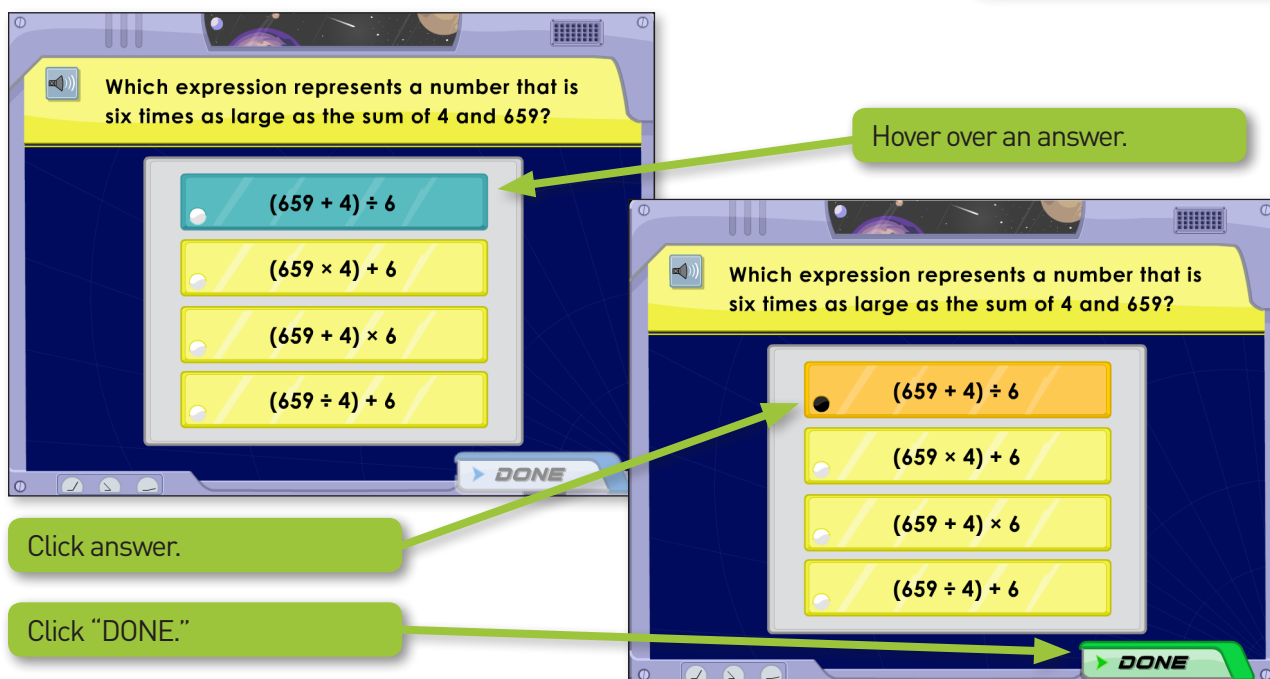 Which expression represents a number that is
six times as large as the sum of 4 and 659?
(659 + 4) ÷ 6
(659 × 4) + 6
(659 + 4) × 6
(659 ÷ 4) + 6
DONE
Hover over an answer.
Which expression represents a number that is
six times as large as the sum of 4 and 659?
(659 + 4) ÷ 6
(659 × 4) + 6
(659 + 4) × 6
(659 ÷ 4) + 6
DONE
Click answer.
Click “DONE.”